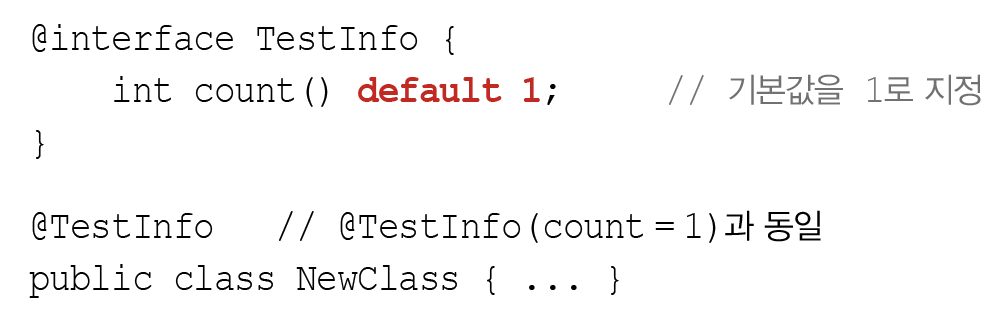 @interface TestInfo {
    int count() default 1;     // 기본값을 1로 지정
}
@TestInfo   // @TestInfo(count = 1)과 동일
public class NewClass { ... }